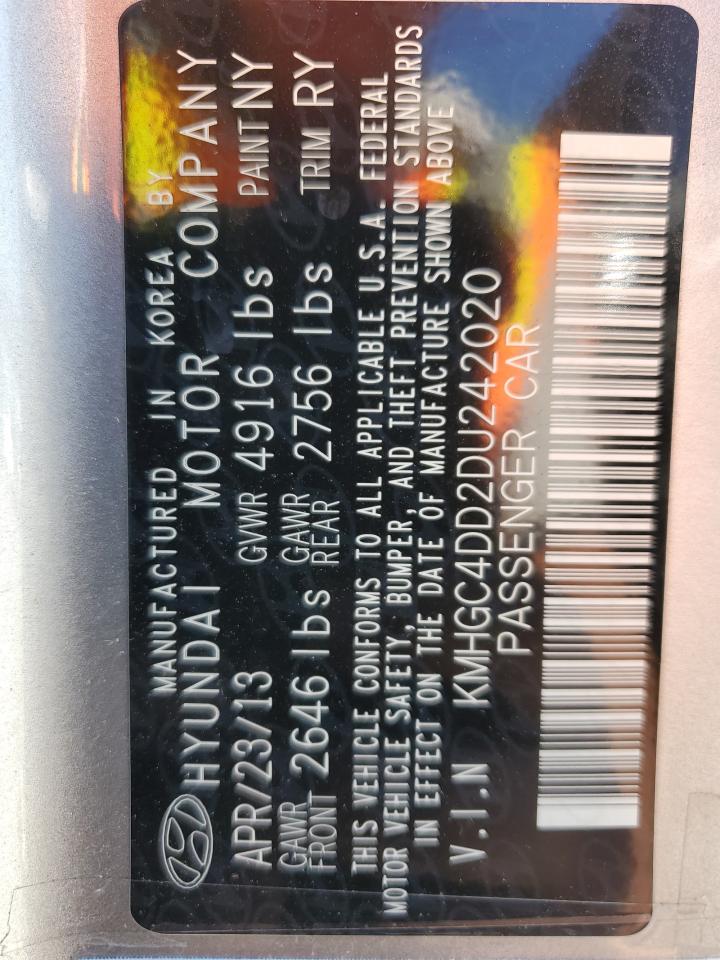 MANUFACTURED IN KOREA BY
HYUNDAI MOTOR COMPANY
APR/23/13 GVWR 4916 lbs PAINT NY
GAWR FRONT 2646 lbs GAWR REAR 2756 lbs TRIM RY
THIS VEHICLE CONFORMS TO ALL APPLICABLE U.S.A. FEDERAL
MOTOR VEHICLE SAFETY, BUMPER, AND THEFT PREVENTION STANDARDS
IN EFFECT ON THE DATE OF MANUFACTURE SHOWN ABOVE
V.I.N KMHGC4DD2DU242020
PASSENGER CAR